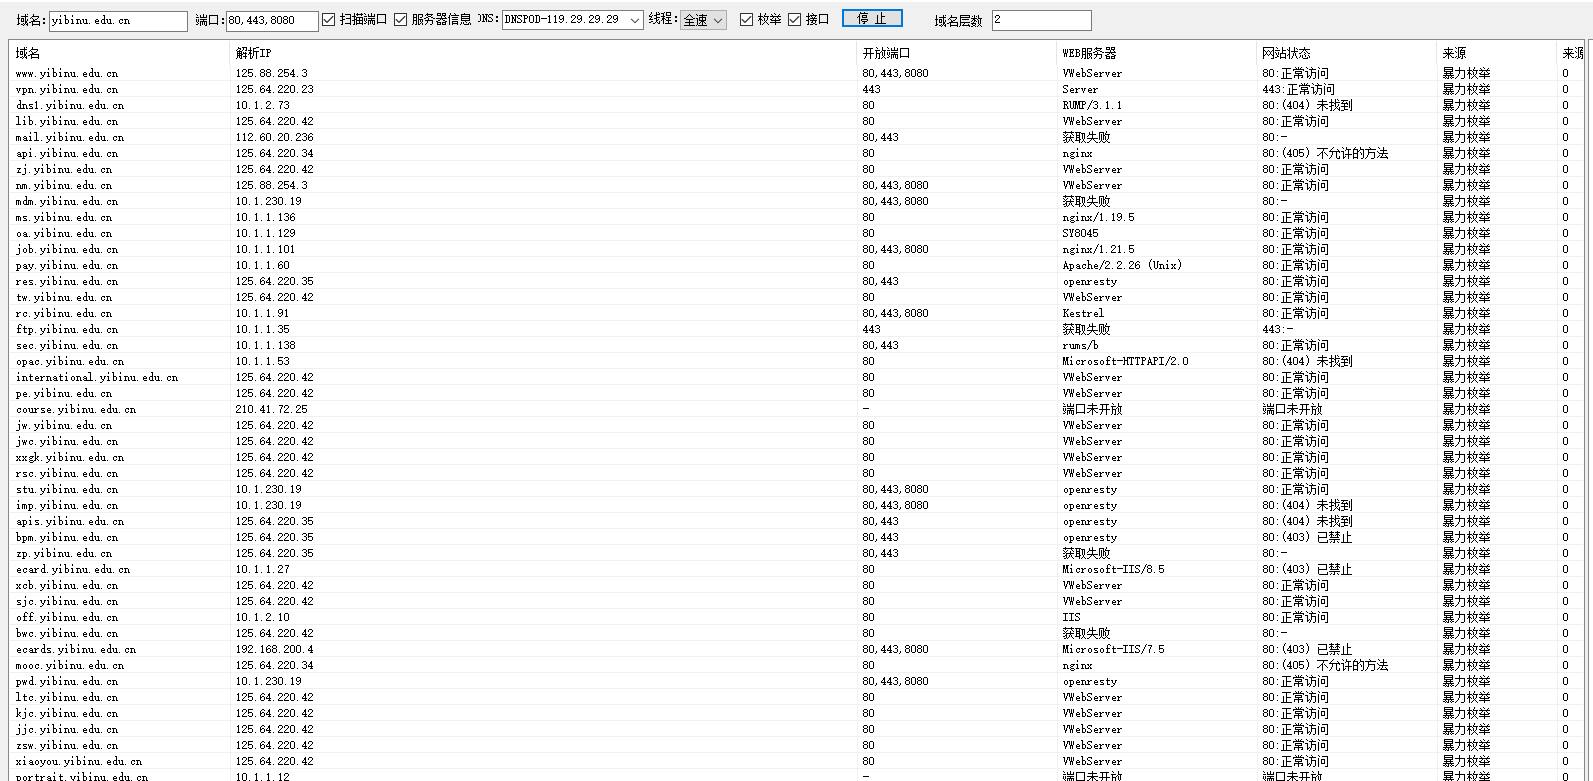 域名: yibinu.edu.cn 端口: 80,443,8080 扫描端口 服务器信息 DNS: DNSPOD-119.29.29.29 线程: 全速 枚举 接口 停 止 域名层数 2
域名 解析IP 开放端口 WEB服务器 网站状态 来源 来源
www.yibinu.edu.cn 125.88.254.3 80,443,8080 VWebServer 80:正常访问 暴力枚举 0
vpn.yibinu.edu.cn 125.64.220.23 443 Server 443:正常访问 暴力枚举 0
dns1.yibinu.edu.cn 10.1.2.73 80 RUMP/3.1.1 80:(404) 未找到 暴力枚举 0
lib.yibinu.edu.cn 125.64.220.42 80 VWebServer 80:正常访问 暴力枚举 0
mail.yibinu.edu.cn 112.60.20.236 80,443 获取失败 80:- 暴力枚举 0
api.yibinu.edu.cn 125.64.220.34 80 nginx 80:(405) 不允许的方法 暴力枚举 0
zj.yibinu.edu.cn 125.64.220.42 80 VWebServer 80:正常访问 暴力枚举 0
nm.yibinu.edu.cn 125.88.254.3 80,443,8080 VWebServer 80:正常访问 暴力枚举 0
mdm.yibinu.edu.cn 10.1.230.19 80,443,8080 获取失败 80:- 暴力枚举 0
ms.yibinu.edu.cn 10.1.1.136 80 nginx/1.19.5 80:正常访问 暴力枚举 0
oa.yibinu.edu.cn 10.1.1.129 80 SY8045 80:正常访问 暴力枚举 0
job.yibinu.edu.cn 10.1.1.101 80,443,8080 nginx/1.21.5 80:正常访问 暴力枚举 0
pay.yibinu.edu.cn 10.1.1.60 80 Apache/2.2.26 (Unix) 80:正常访问 暴力枚举 0
res.yibinu.edu.cn 125.64.220.35 80,443 openresty 80:正常访问 暴力枚举 0
tw.yibinu.edu.cn 125.64.220.42 80 VWebServer 80:正常访问 暴力枚举 0
rc.yibinu.edu.cn 10.1.1.91 80,443,8080 Kestrel 80:正常访问 暴力枚举 0
ftp.yibinu.edu.cn 10.1.1.35 443 获取失败 443:- 暴力枚举 0
sec.yibinu.edu.cn 10.1.1.138 80,443 rums/b 80:正常访问 暴力枚举 0
opac.yibinu.edu.cn 10.1.1.53 80 Microsoft-HTTPAPI/2.0 80:(404) 未找到 暴力枚举 0
international.yibinu.edu.cn 125.64.220.42 80 VWebServer 80:正常访问 暴力枚举 0
pe.yibinu.edu.cn 125.64.220.42 80 VWebServer 80:正常访问 暴力枚举 0
course.yibinu.edu.cn 210.41.72.25 - 端口未开放 端口未开放 暴力枚举 0
jw.yibinu.edu.cn 125.64.220.42 80 VWebServer 80:正常访问 暴力枚举 0
jwc.yibinu.edu.cn 125.64.220.42 80 VWebServer 80:正常访问 暴力枚举 0
xxgk.yibinu.edu.cn 125.64.220.42 80 VWebServer 80:正常访问 暴力枚举 0
rsc.yibinu.edu.cn 125.64.220.42 80 VWebServer 80:正常访问 暴力枚举 0
stu.yibinu.edu.cn 10.1.230.19 80,443,8080 openresty 80:正常访问 暴力枚举 0
imp.yibinu.edu.cn 10.1.230.19 80,443,8080 openresty 80:(404) 未找到 暴力枚举 0
apis.yibinu.edu.cn 125.64.220.35 80,443 openresty 80:(404) 未找到 暴力枚举 0
bpm.yibinu.edu.cn 125.64.220.35 80,443 openresty 80:(403) 已禁止 暴力枚举 0
zp.yibinu.edu.cn 125.64.220.35 80,443 获取失败 80:- 暴力枚举 0
ecard.yibinu.edu.cn 10.1.1.27 80 Microsoft-IIS/8.5 80:(403) 已禁止 暴力枚举 0
xcb.yibinu.edu.cn 125.64.220.42 80 VWebServer 80:正常访问 暴力枚举 0
sjc.yibinu.edu.cn 125.64.220.42 80 VWebServer 80:正常访问 暴力枚举 0
off.yibinu.edu.cn 10.1.2.10 80 IIS 80:正常访问 暴力枚举 0
bwc.yibinu.edu.cn 125.64.220.42 80 获取失败 80:- 暴力枚举 0
ecards.yibinu.edu.cn 192.168.200.4 80,443,8080 Microsoft-IIS/7.5 80:(403) 已禁止 暴力枚举 0
mooc.yibinu.edu.cn 125.64.220.34 80 nginx 80:(405) 不允许的方法 暴力枚举 0
pwd.yibinu.edu.cn 10.1.230.19 80,443,8080 openresty 80:正常访问 暴力枚举 0
ltc.yibinu.edu.cn 125.64.220.42 80 VWebServer 80:正常访问 暴力枚举 0
kjc.yibinu.edu.cn 125.64.220.42 80 VWebServer 80:正常访问 暴力枚举 0
jjc.yibinu.edu.cn 125.64.220.42 80 VWebServer 80:正常访问 暴力枚举 0
zsw.yibinu.edu.cn 125.64.220.42 80 VWebServer 80:正常访问 暴力枚举 0
xiaoyou.yibinu.edu.cn 125.64.220.42 80 VWebServer 80:正常访问 暴力枚举 0
portrait.yibinu.edu.cn 10.1.1.12 - 端口未开放 端口未开放 暴力枚举 0